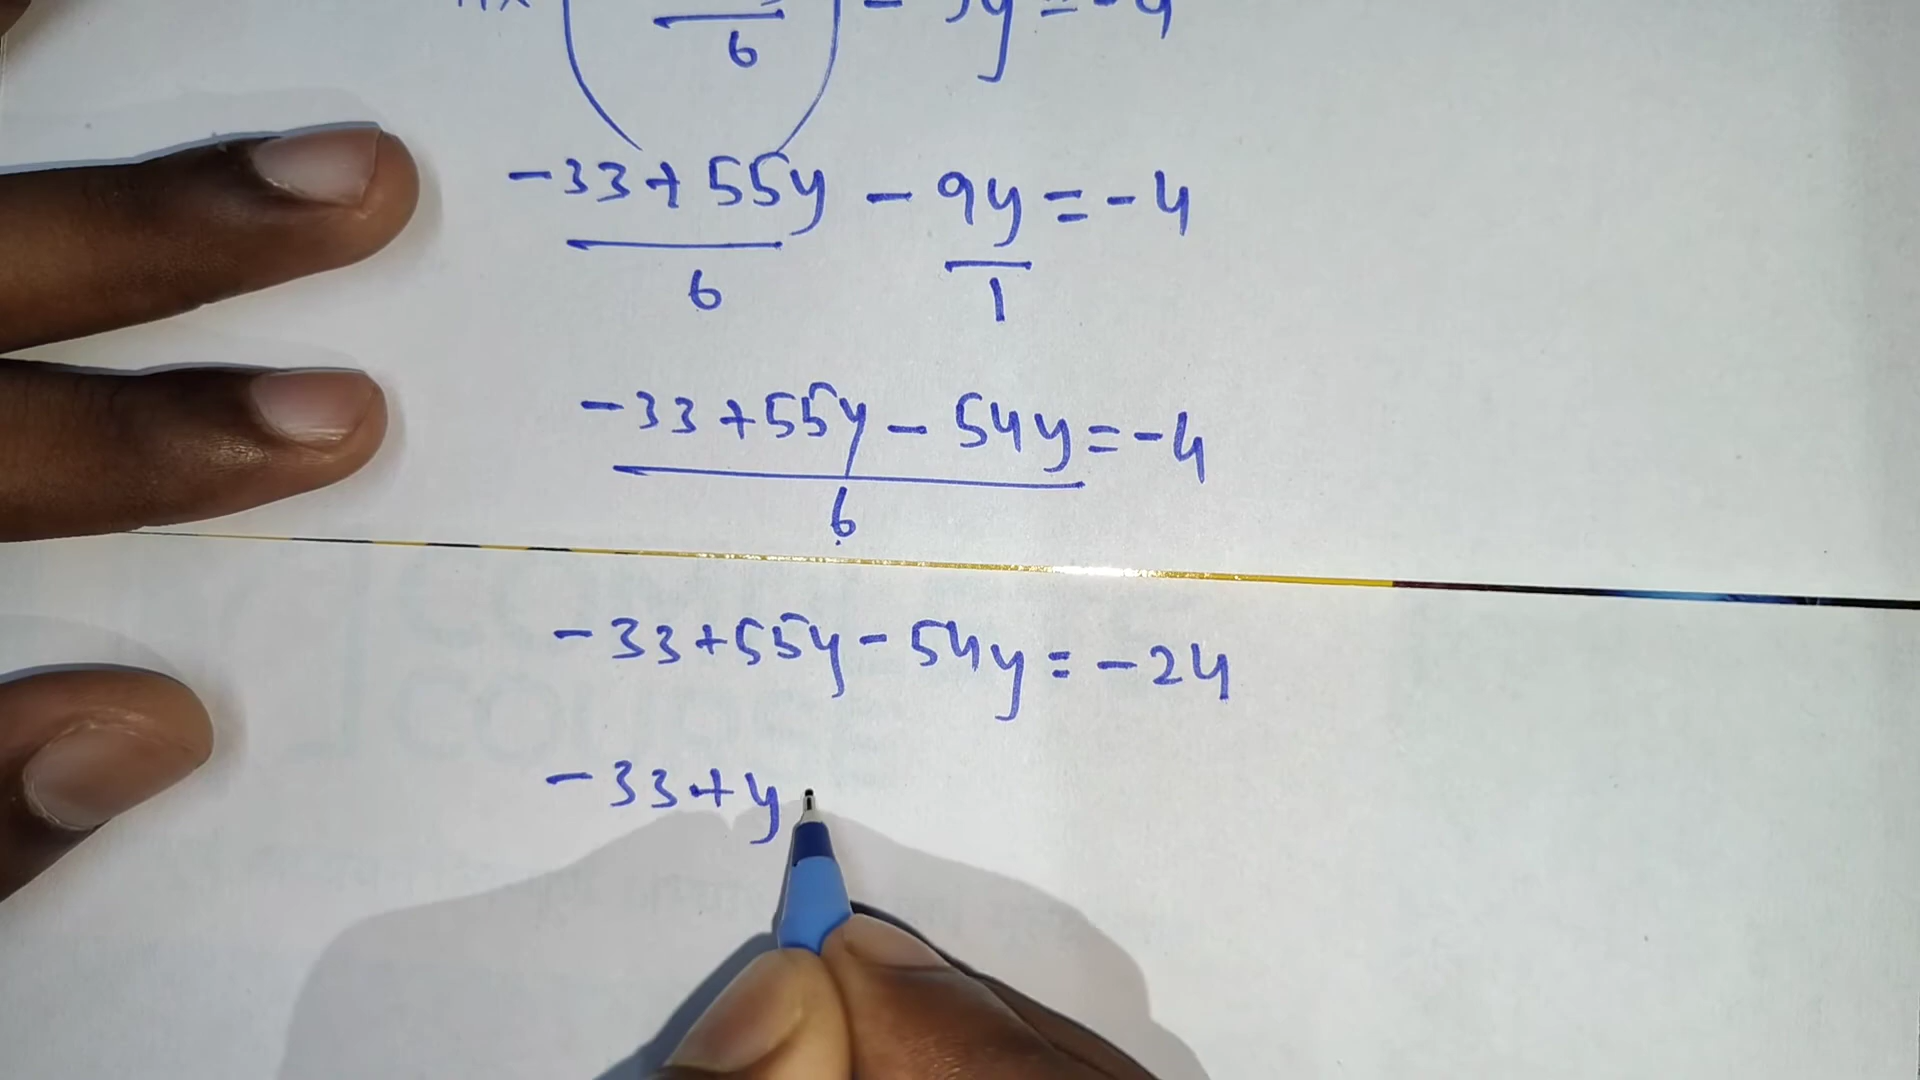 6
-33+55y - 9y = -4
6 1
-33+55y - 54y = -4
6
-33+55y - 54y = -24
-33+y